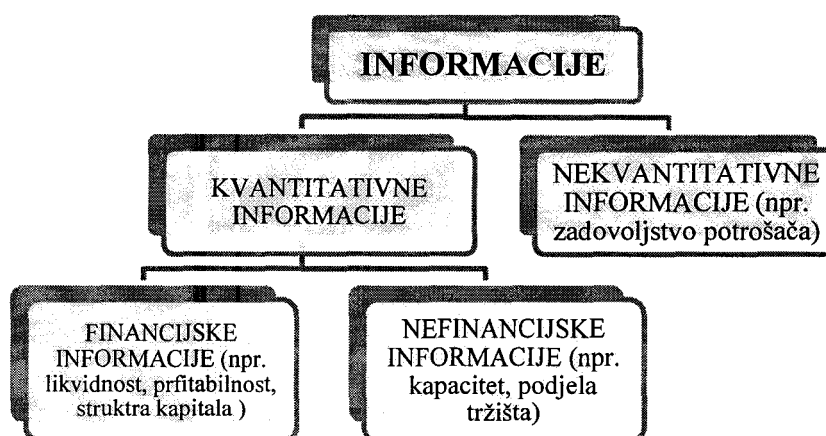 INFORMACIJE
KVANTITATIVNE
INFORMACIJE
NEKVANTITATIVNE
INFORMACIJE (npr.
zadovoljstvo potrošača)
FINANCIJSKE
INFORMACIJE (npr.
likvidnost, prfitabilnost,
struktra kapitala )
NEFINANCIJSKE
INFORMACIJE (npr.
kapacitet, podjela
tržišta)